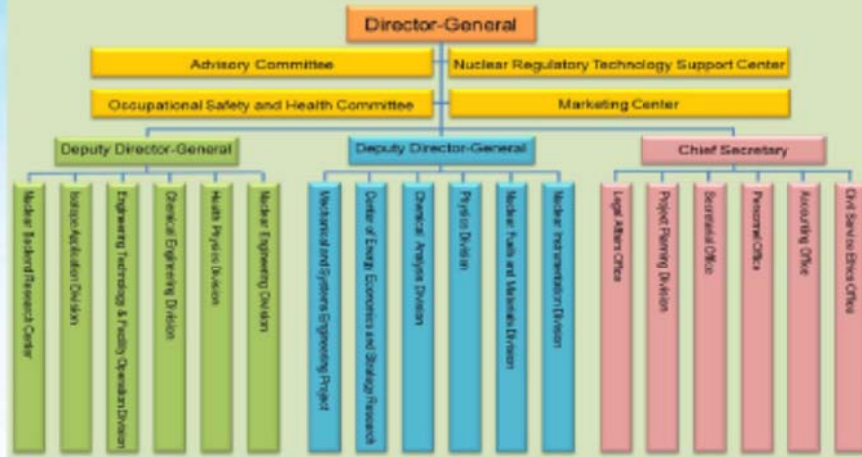 Director-General
Advisory Committee
Nuclear Regulatory Technology Support Center
Occupational Safety and Health Committee
Marketing Center
Deputy Director-General
Deputy Director-General
Chief Secretary
Nuclear Backend Research Center
Isotope Application Division
Engineering Technology & Facility Operation Division
Chemical Engineering Division
Health Physics Division
Nuclear Engineering Division
Mechanical and Systems Engineering Project
Center of Energy Economics and Strategy Research
Chemical Analysis Division
Physics Division
Nuclear Fuels and Materials Division
Nuclear Instrumentation Division
Legal Affairs Office
Project Planning Division
Secretarial Office
Personnel Office
Accounting Office
Civil Service Ethics Office